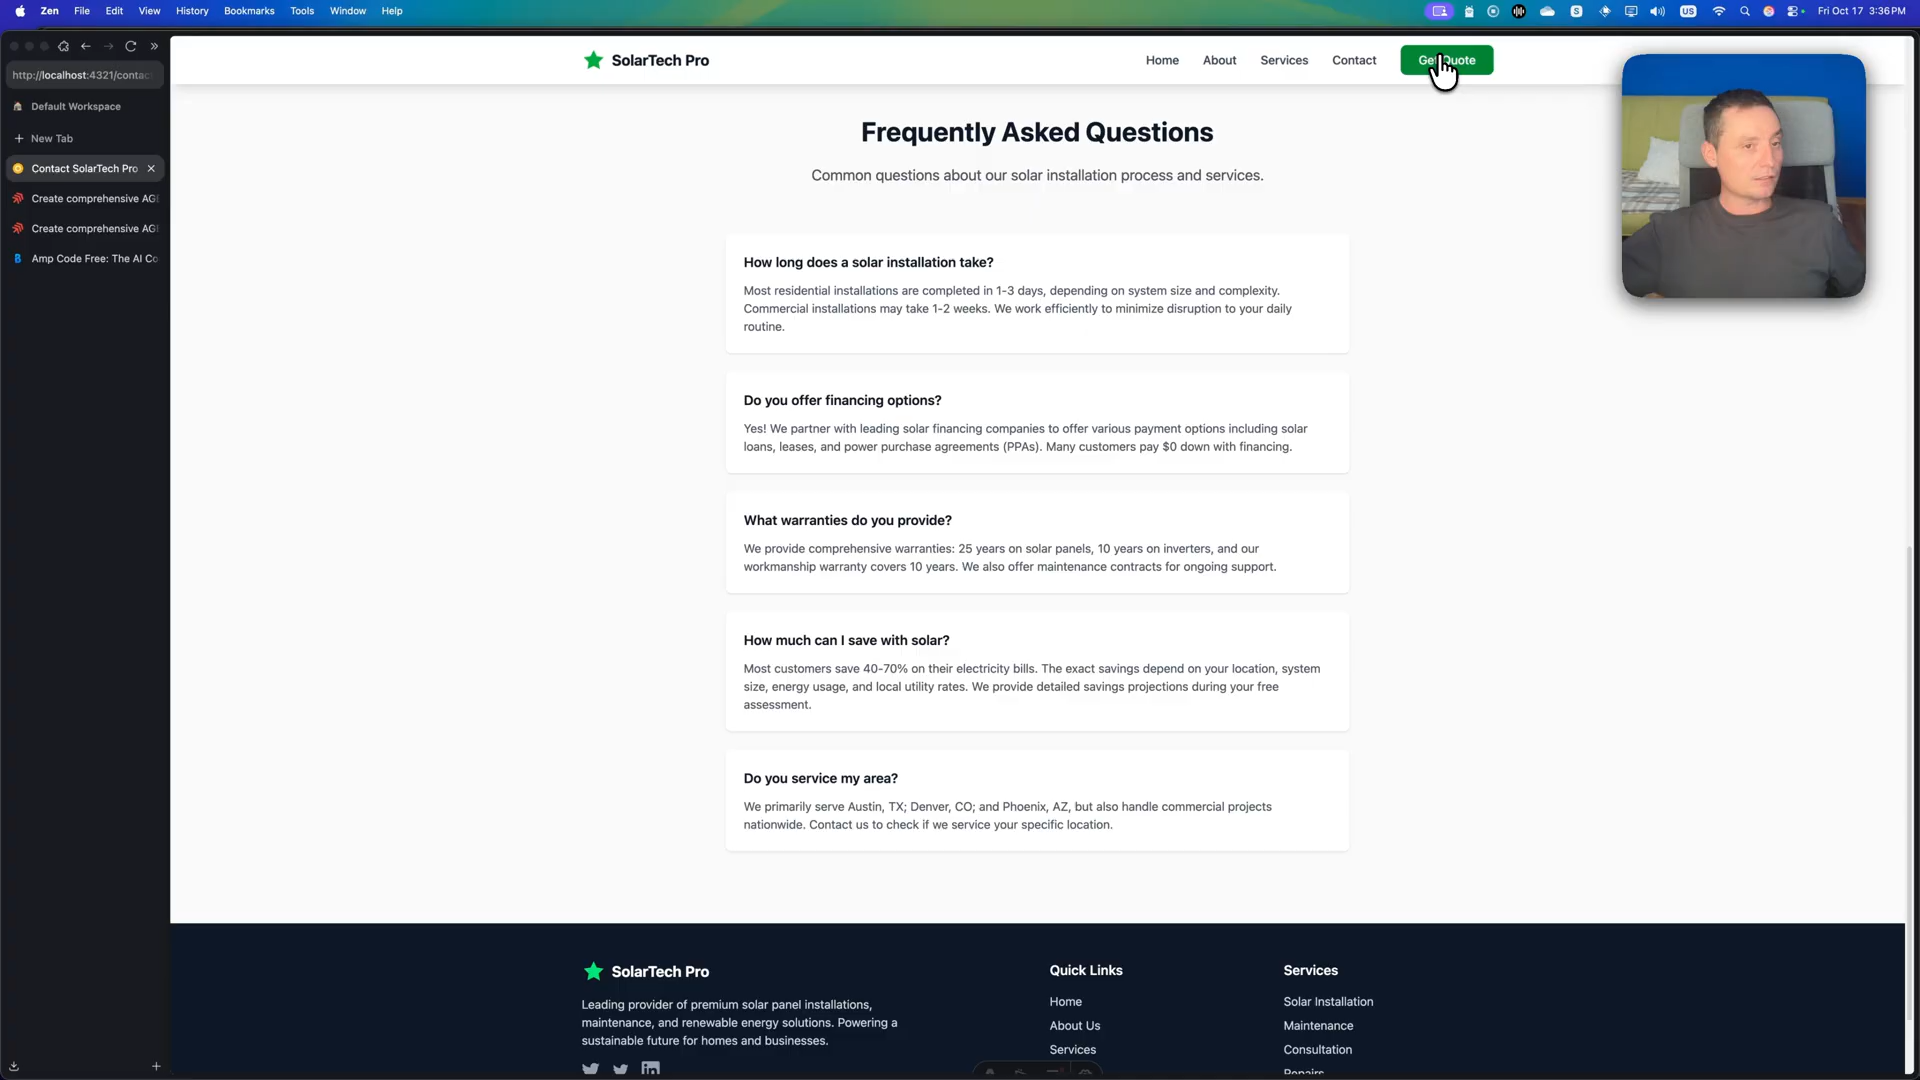 Zen File Edit View History Bookmarks Tools Window Help
US Fri Oct 17 3:36 PM
http://localhost:4321/contac
Default Workspace
New Tab
Contact SolarTech Pro
Create comprehensive AG
Create comprehensive AG
Amp Code Free: The AI Co
SolarTech Pro
Home About Services Contact Get Quote
Frequently Asked Questions
Common questions about our solar installation process and services.
How long does a solar installation take?
Most residential installations are completed in 1-3 days, depending on system size and complexity.
Commercial installations may take 1-2 weeks. We work efficiently to minimize disruption to your daily
routine.
Do you offer financing options?
Yes! We partner with leading solar financing companies to offer various payment options including solar
loans, leases, and power purchase agreements (PPAs). Many customers pay $0 down with financing.
What warranties do you provide?
We provide comprehensive warranties: 25 years on solar panels, 10 years on inverters, and our
workmanship warranty covers 10 years. We also offer maintenance contracts for ongoing support.
How much can I save with solar?
Most customers save 40-70% on their electricity bills. The exact savings depend on your location, system
size, energy usage, and local utility rates. We provide detailed savings projections during your free
assessment.
Do you service my area?
We primarily serve Austin, TX; Denver, CO; and Phoenix, AZ, but also handle commercial projects
nationwide. Contact us to check if we service your specific location.
SolarTech Pro
Leading provider of premium solar panel installations,
maintenance, and renewable energy solutions. Powering a
sustainable future for homes and businesses.
Quick Links
Home
About Us
Services
Services
Solar Installation
Maintenance
Consultation
Repairs